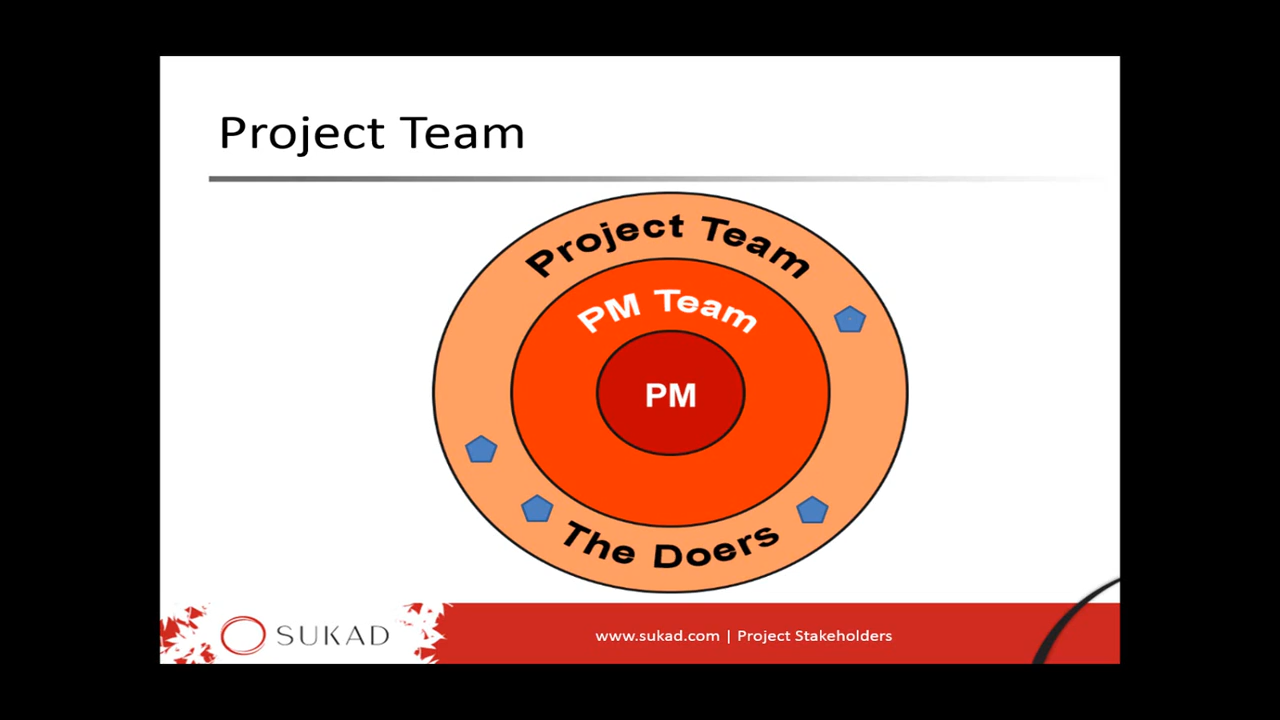 Project Team
Project Team
PM Team
PM
The Doers
SUKAD
www.sukad.com | Project Stakeholders